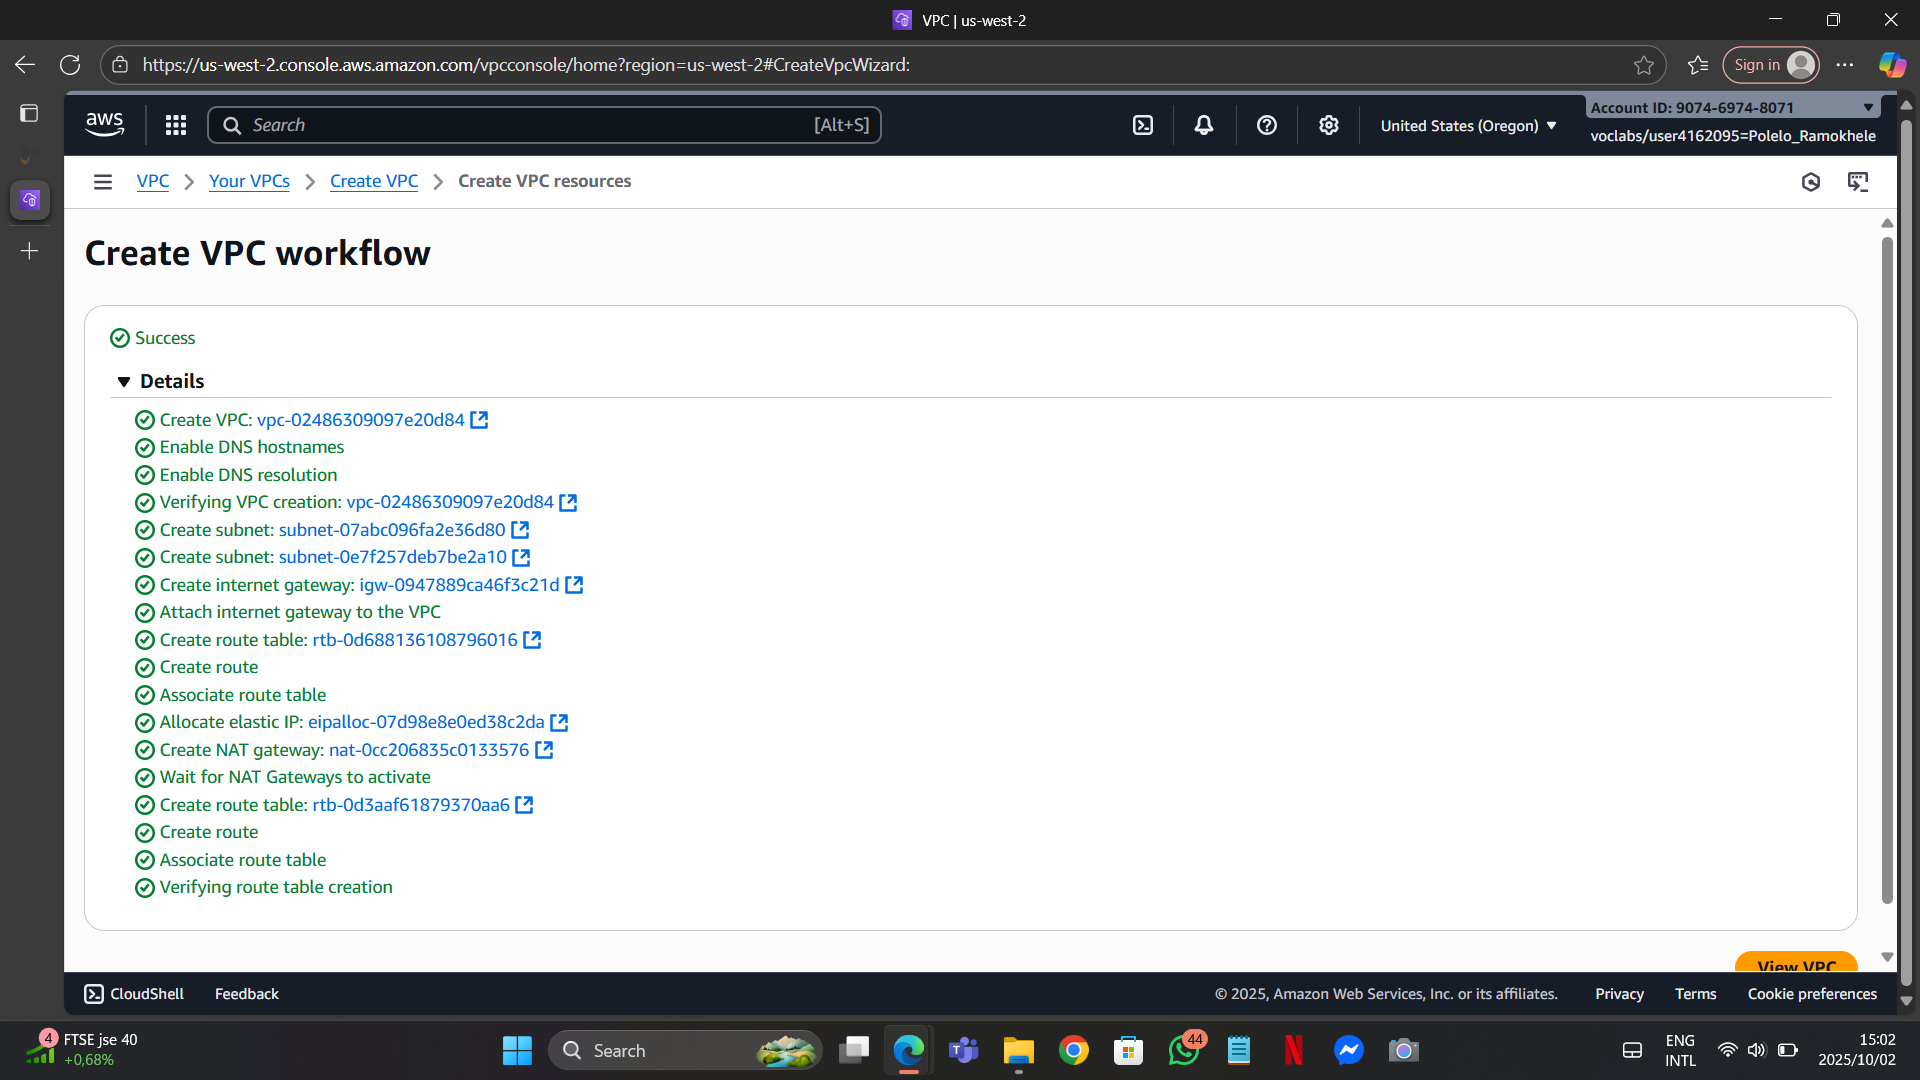 VPC | us-west-2
https://us-west-2.console.aws.amazon.com/vpcconsole/home?region=us-west-2#CreateVpcWizard:
Sign in
aws
Search
[Alt+S]
United States (Oregon)
Account ID: 9074-6974-8071
voclabs/user4162095=Polelo_Ramokhele
VPC
Your VPCs
Create VPC
Create VPC resources
Create VPC workflow
Success
Details
Create VPC: vpc-02486309097e20d84
Enable DNS hostnames
Enable DNS resolution
Verifying VPC creation: vpc-02486309097e20d84
Create subnet: subnet-07abc096fa2e36d80
Create subnet: subnet-0e7f257deb7be2a10
Create internet gateway: igw-0947889ca46f3c21d
Attach internet gateway to the VPC
Create route table: rtb-0d688136108796016
Create route
Associate route table
Allocate elastic IP: eipalloc-07d98e8e0ed38c2da
Create NAT gateway: nat-0cc206835c0133576
Wait for NAT Gateways to activate
Create route table: rtb-0d3aaf61879370aa6
Create route
Associate route table
Verifying route table creation
View VPC
CloudShell
Feedback
© 2025, Amazon Web Services, Inc. or its affiliates.
Privacy
Terms
Cookie preferences
4
FTSE jse 40
+0,68%
Search
44
ENG
INTL
15:02
2025/10/02